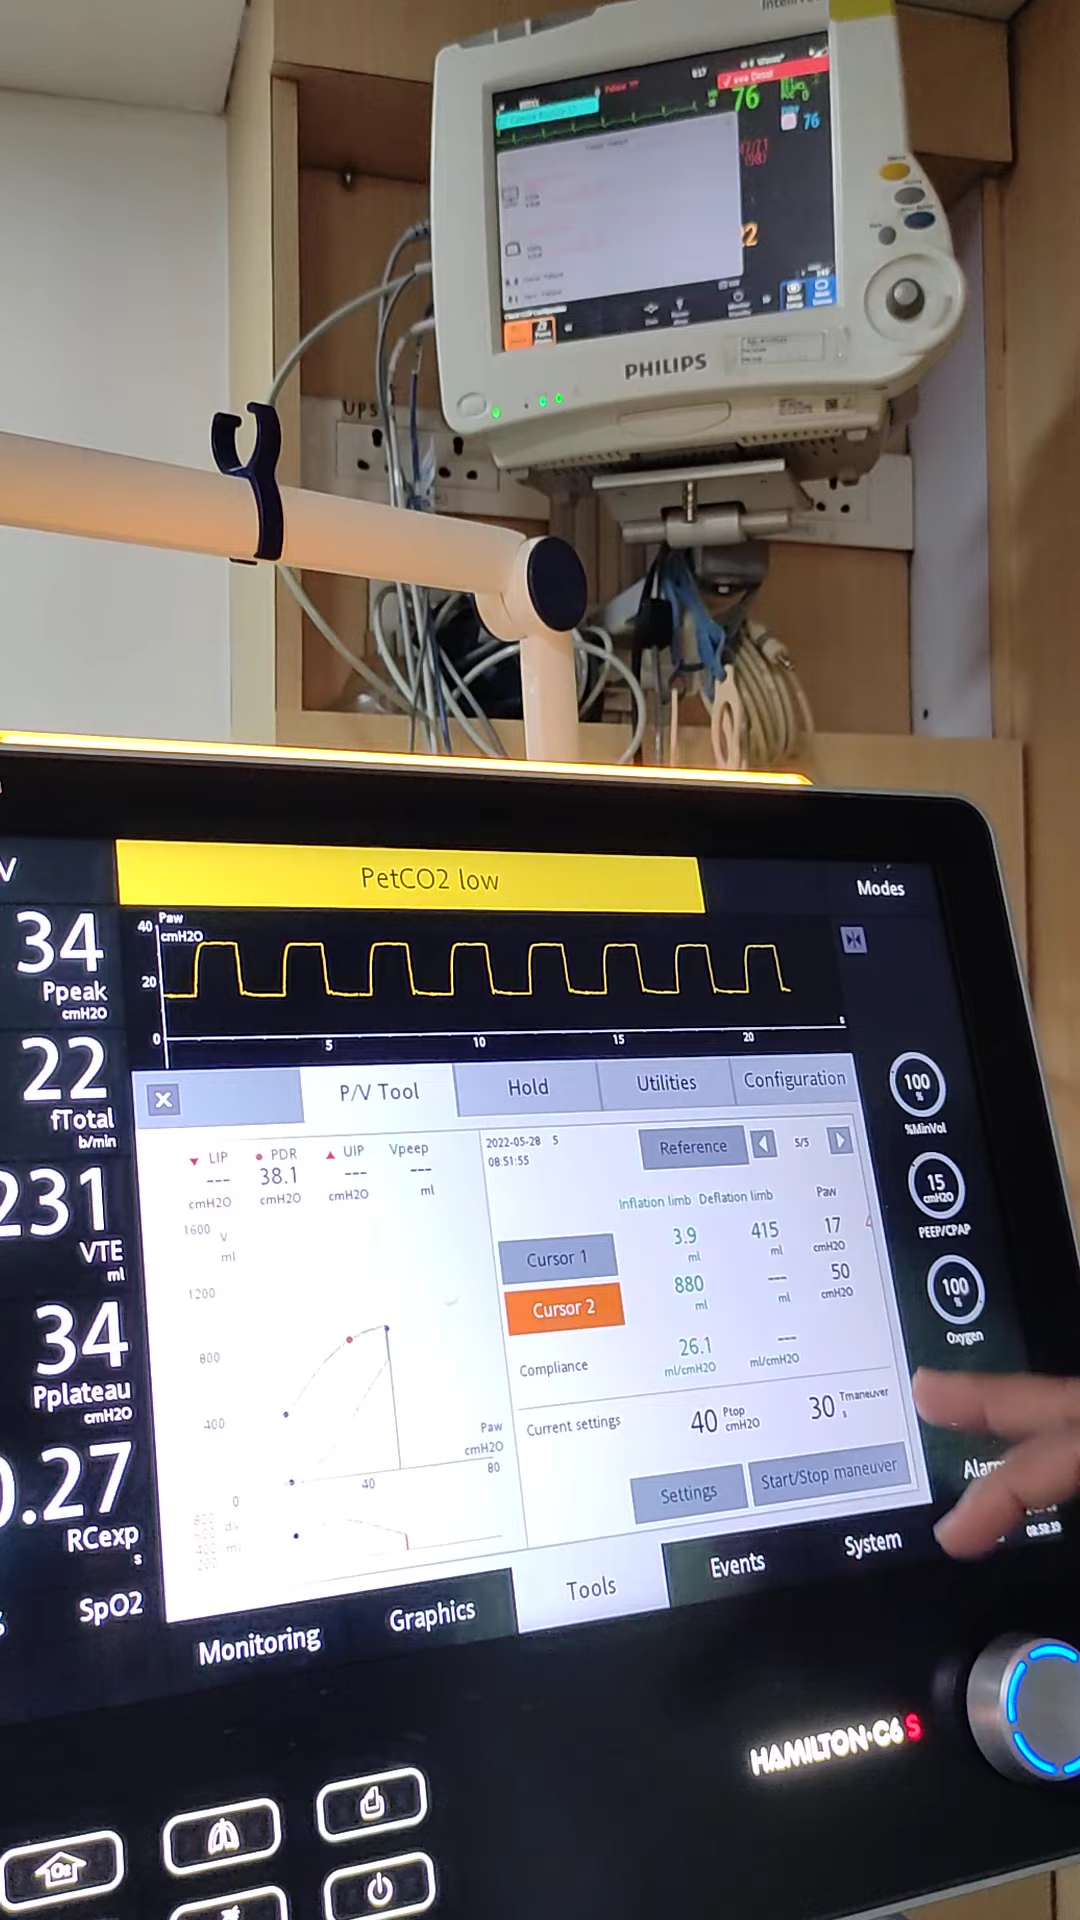 76
76
22
PHILIPS
UPS
PetCO2 low
Modes
34
Ppeak
cmH2O
22
fTotal
b/min
231
VTE
ml
34
Pplateau
cmH2O
.27
RCexp
s
SpO2
40
Paw
cmH2O
20
0
5
10
15
20
s
P/V Tool
Hold
Utilities
Configuration
LIP
---
cmH2O
PDR
38.1
cmH2O
UIP
---
cmH2O
Vpeep
---
ml
1600
V
ml
1200
800
400
0
40
80
Paw
cmH2O
2022-05-28
08:51:55
Reference
5/5
Inflation limb
Deflation limb
Paw
Cursor 1
3.9
ml
415
ml
17
cmH2O
Cursor 2
880
ml
---
ml
50
cmH2O
Compliance
26.1
ml/cmH2O
---
ml/cmH2O
Current settings
40 Ptop
cmH2O
30 Tmaneuver
s
Settings
Start/Stop maneuver
100
%
%MinVol
15
cmH2O
PEEP/CPAP
100
%
Oxygen
Monitoring
Graphics
Tools
Events
System
HAMILTON-C6 S
O2